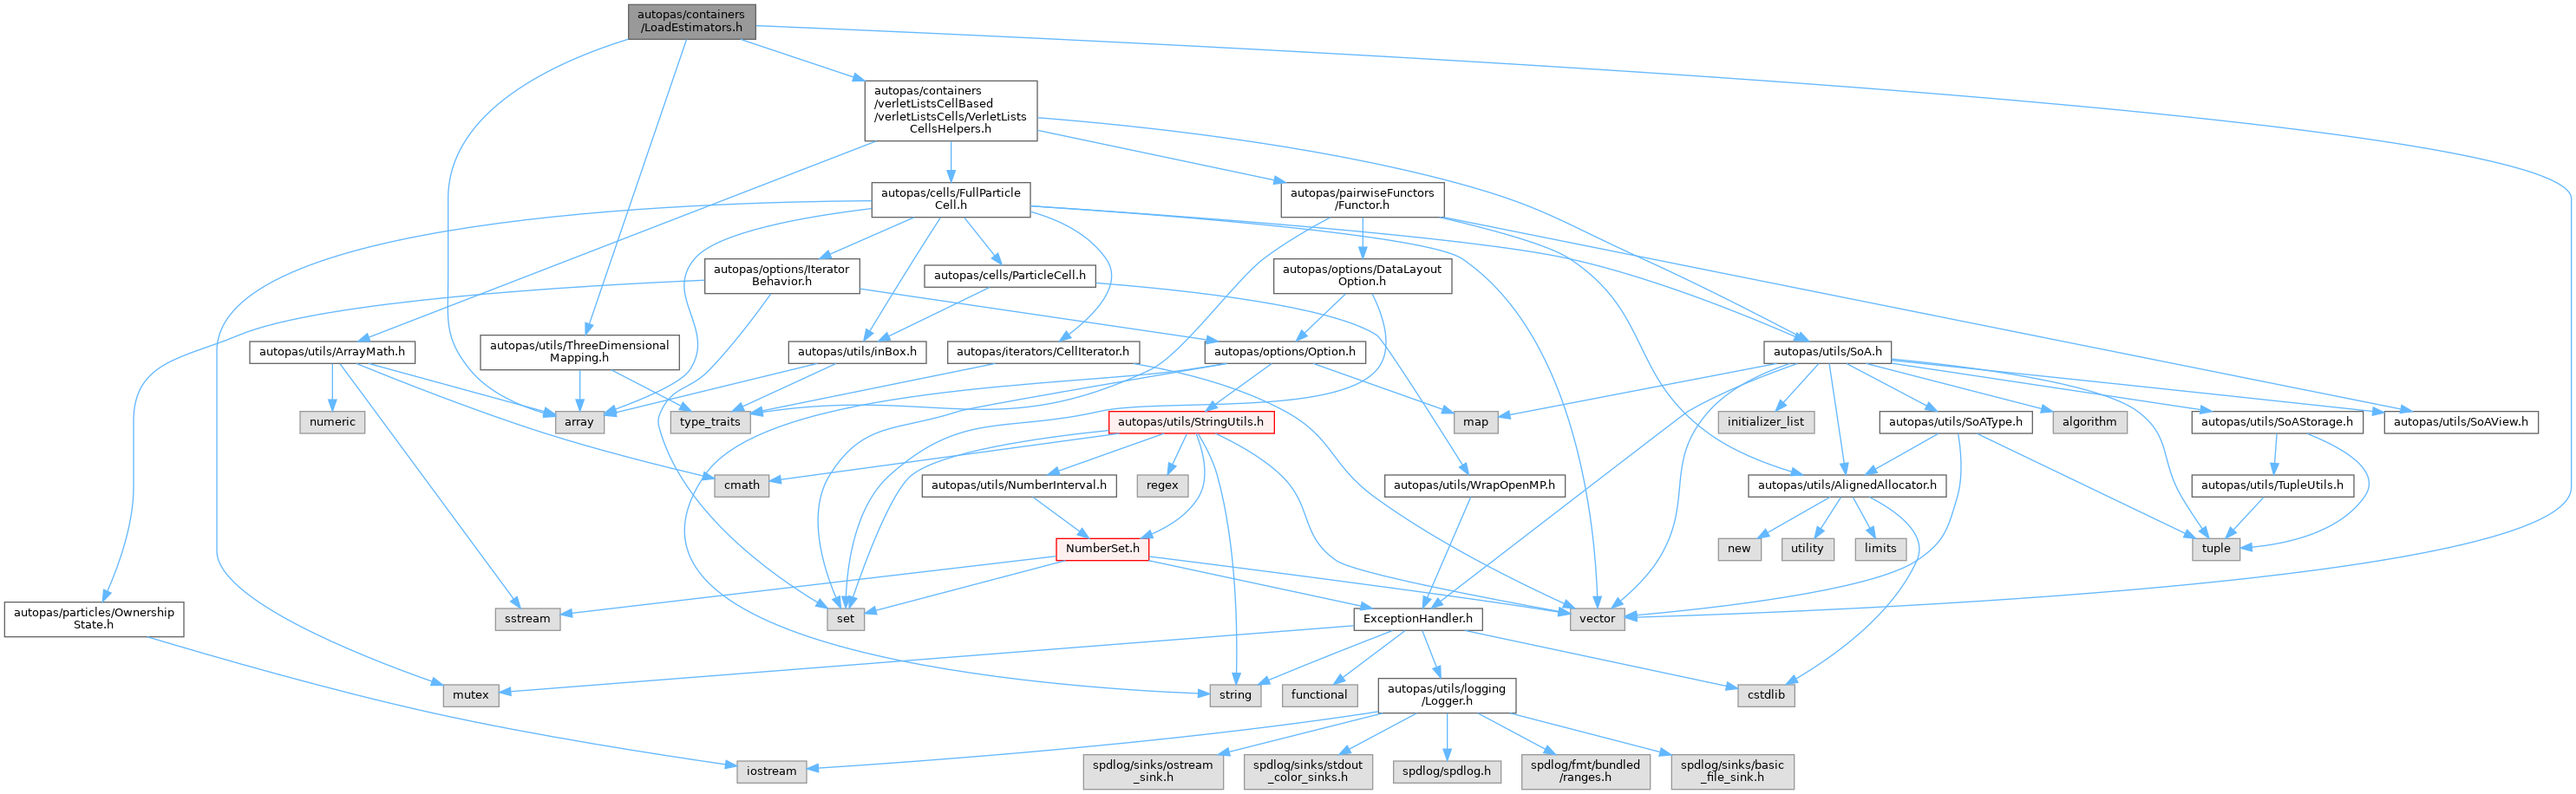 autopas/containers
/LoadEstimators.h
autopas/containers
/verletListsCellBased
/verletListsCells/VerletLists
CellsHelpers.h
autopas/cells/FullParticle
Cell.h
autopas/pairwiseFunctors
/Functor.h
autopas/options/Iterator
Behavior.h
autopas/cells/ParticleCell.h
autopas/options/DataLayout
Option.h
autopas/utils/ArrayMath.h
autopas/utils/ThreeDimensional
Mapping.h
autopas/utils/inBox.h
autopas/iterators/CellIterator.h
autopas/options/Option.h
autopas/utils/SoA.h
numeric
array
type_traits
autopas/utils/StringUtils.h
map
initializer_list
autopas/utils/SoAType.h
algorithm
autopas/utils/SoAStorage.h
autopas/utils/SoAView.h
cmath
autopas/utils/NumberInterval.h
regex
autopas/utils/WrapOpenMP.h
autopas/utils/AlignedAllocator.h
autopas/utils/TupleUtils.h
NumberSet.h
new
utility
limits
tuple
autopas/particles/Ownership
State.h
sstream
set
ExceptionHandler.h
vector
mutex
string
functional
autopas/utils/logging
/Logger.h
cstdlib
iostream
spdlog/sinks/ostream
_sink.h
spdlog/sinks/stdout
_color_sinks.h
spdlog/spdlog.h
spdlog/fmt/bundled
/ranges.h
spdlog/sinks/basic
_file_sink.h